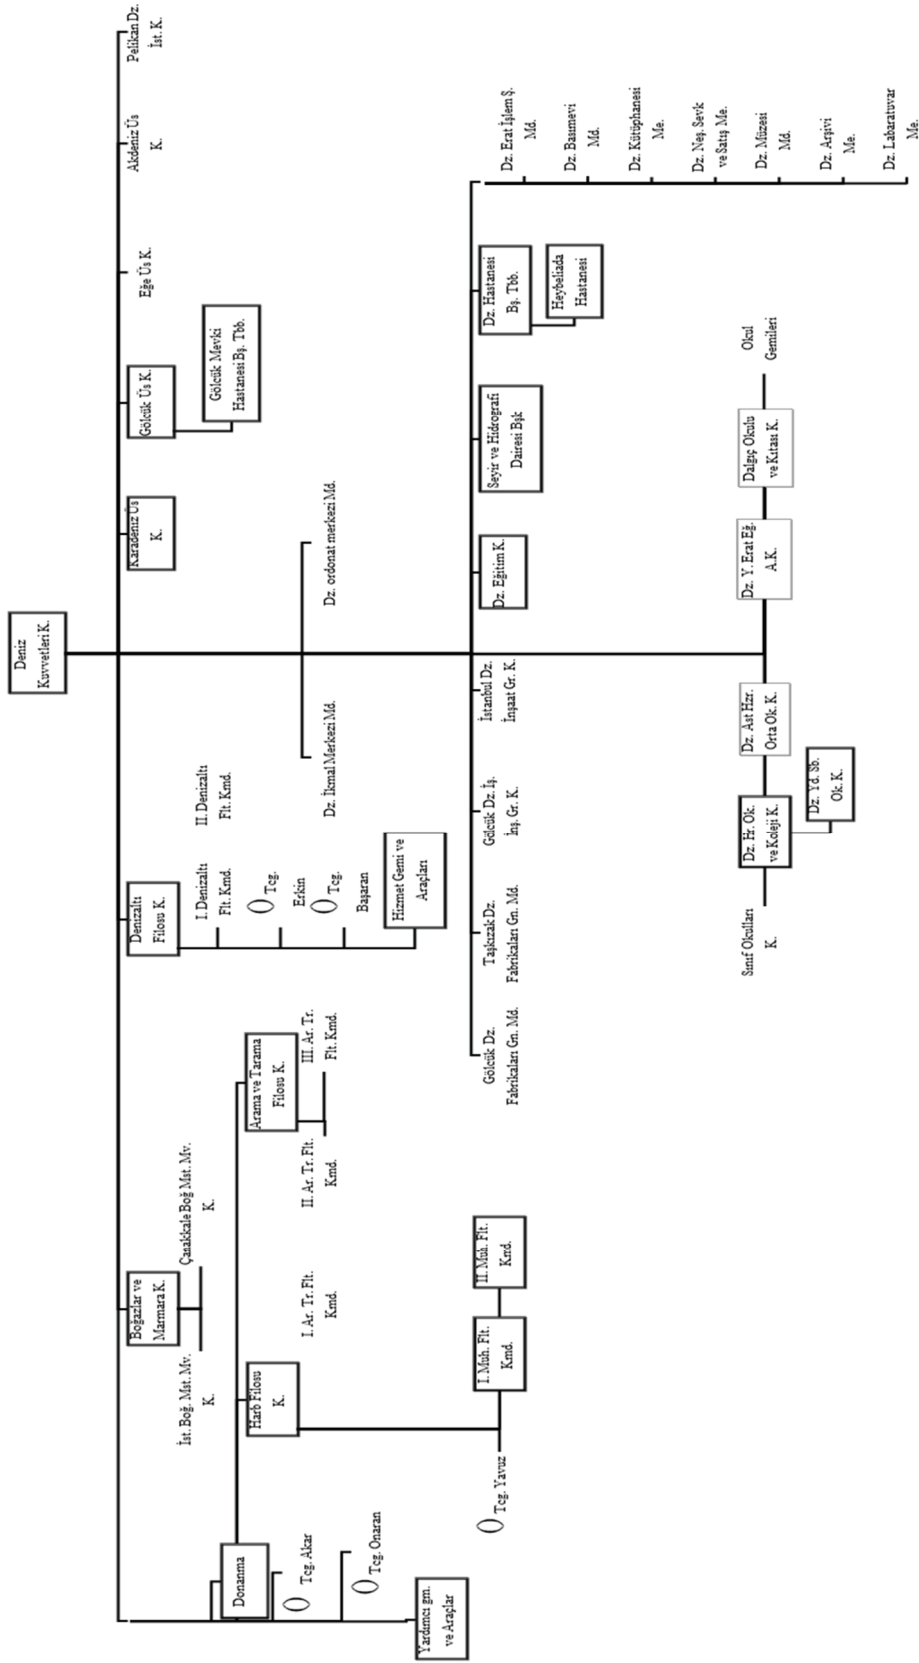 Deniz
Kuvvetleri K.
Boğazlar ve
Marmara K.
İst. Boğ. Mst. Mv.
K.
Çanakkale Boğ Mst. Mv.
K.
Denizaltı
Filosu K.
I. Denizaltı
Flt. Kmd.
II. Denizaltı
Flt. Kmd.
Tcg.
Erkin
Tcg.
Başaran
Hizmet Gemi ve
Araçları
Karadeniz Üs
K.
Gölcük Üs K.
Gölcük Mevki
Hastanesi Bş. Tbb.
Eğe Üs K.
Akdeniz Üs
K.
Pelikan Dz.
İst. K.
Donanma
Tcg. Akar
Tcg. Onaran
Yardımcı gm.
ve Araçlar
Harb Filosu
K.
Arama ve Tarama
Filosu K.
I. Ar. Tr. Flt.
Kmd.
II. Ar. Tr. Flt.
Kmd.
III. Ar. Tr.
Flt. Kmd.
Tcg. Yavuz
I. Muh. Flt.
Kmd.
II. Muh. Flt.
Kmd.
Dz. İkmal Merkezi Md.
Dz. ordonat merkezi Md.
Gölcük Dz.
Fabrikaları Gn. Md.
Taşkızak Dz.
Fabrikaları Gn. Md.
Gölcük Dz. İş.
İnş. Gr. K.
İstanbul Dz.
İnşaat Gr. K.
Dz. Eğitim K.
Seyir ve Hidrografi
Dairesi Bşk
Dz. Hastanesi
Bş. Tbb.
Heybeliada
Hastanesi
Dz. Erat İşlem Ş.
Md.
Dz. Basımevi
Md.
Dz. Kütüphanesi
Me.
Dz. Neş. Sevk
ve Satış Me.
Dz. Müzesi
Md.
Dz. Arşivi
Me.
Dz. Labaratuvar
Me.
Sınıf Okulları
K.
Dz. Hr. Ok.
ve Koleji K.
Dz. Yd. Sb.
Ok. K.
Dz. Ast Hzr.
Orta Ok. K.
Dz. Y. Erat Eğ.
A.K.
Dalgıç Okulu
ve Kıtası K.
Okul
Gemileri